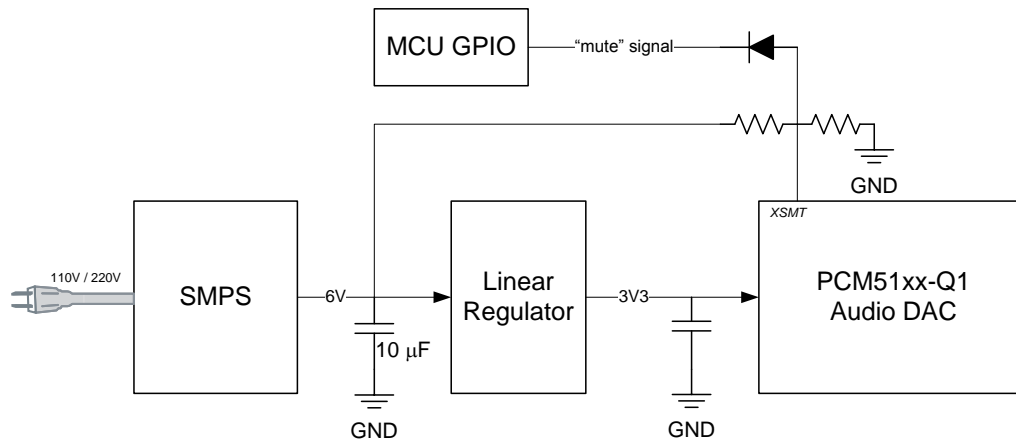 MCU GPIO
“mute” signal
GND
XSMT
110V / 220V
SMPS
6V
Linear
Regulator
3V3
PCM51xx-Q1
Audio DAC
10 μF
GND
GND